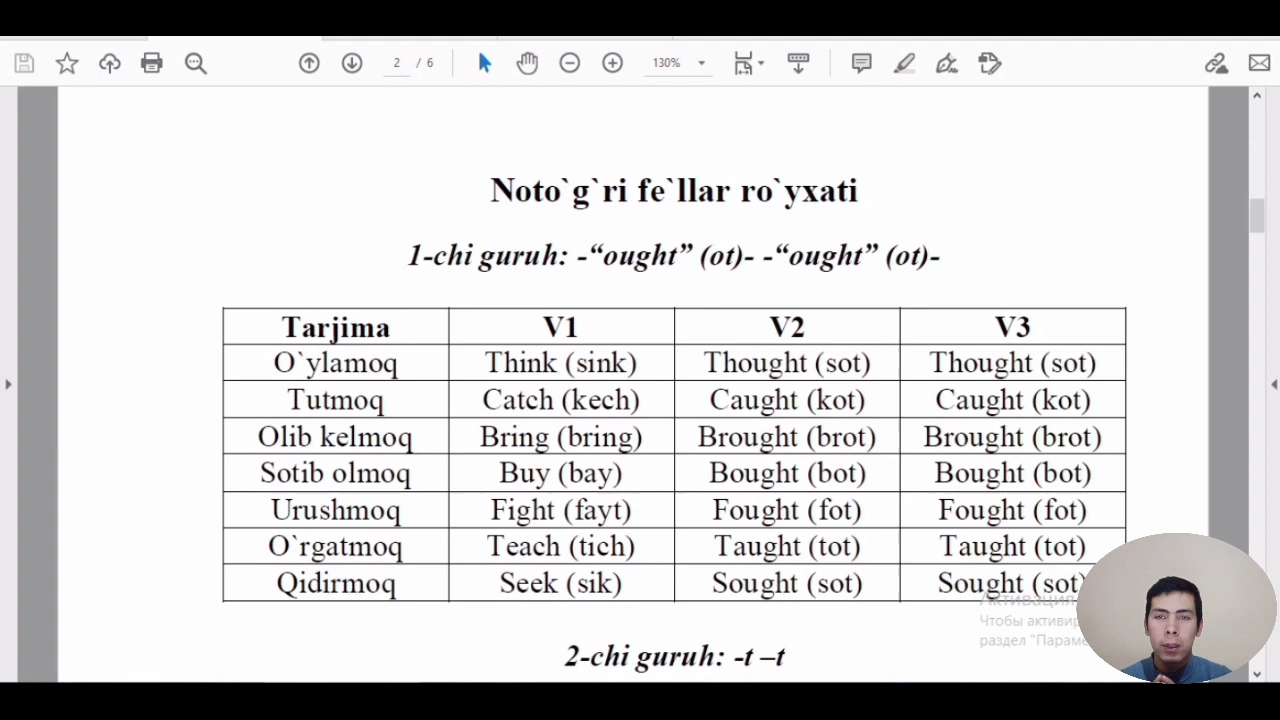 2 / 6 130%
Noto`g`ri fe`llar ro`yxati
1-chi guruh: -“ought” (ot)- -“ought” (ot)-
Tarjima V1 V2 V3
O`ylamoq Think (sink) Thought (sot) Thought (sot)
Tutmoq Catch (kech) Caught (kot) Caught (kot)
Olib kelmoq Bring (bring) Brought (brot) Brought (brot)
Sotib olmoq Buy (bay) Bought (bot) Bought (bot)
Urushmoq Fight (fayt) Fought (fot) Fought (fot)
O`rgatmoq Teach (tich) Taught (tot) Taught (tot)
Qidirmoq Seek (sik) Sought (sot) Sought (sot)
Активация
Чтобы
раздел
2-chi guruh: -t –t